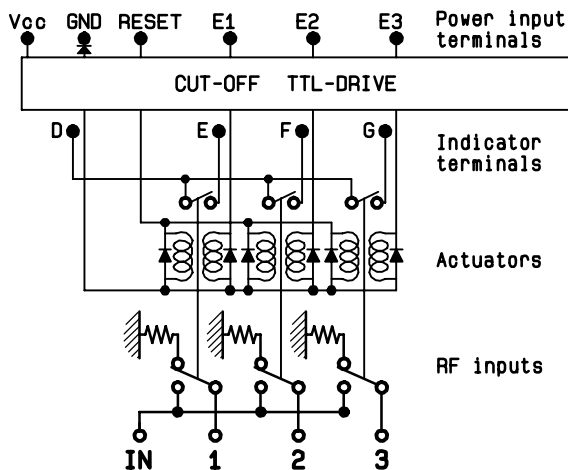 Vcc GND RESET E1 E2 E3 Power input
terminals
CUT-OFF TTL-DRIVE
D E F G Indicator
terminals
Actuators
RF inputs
IN 1 2 3